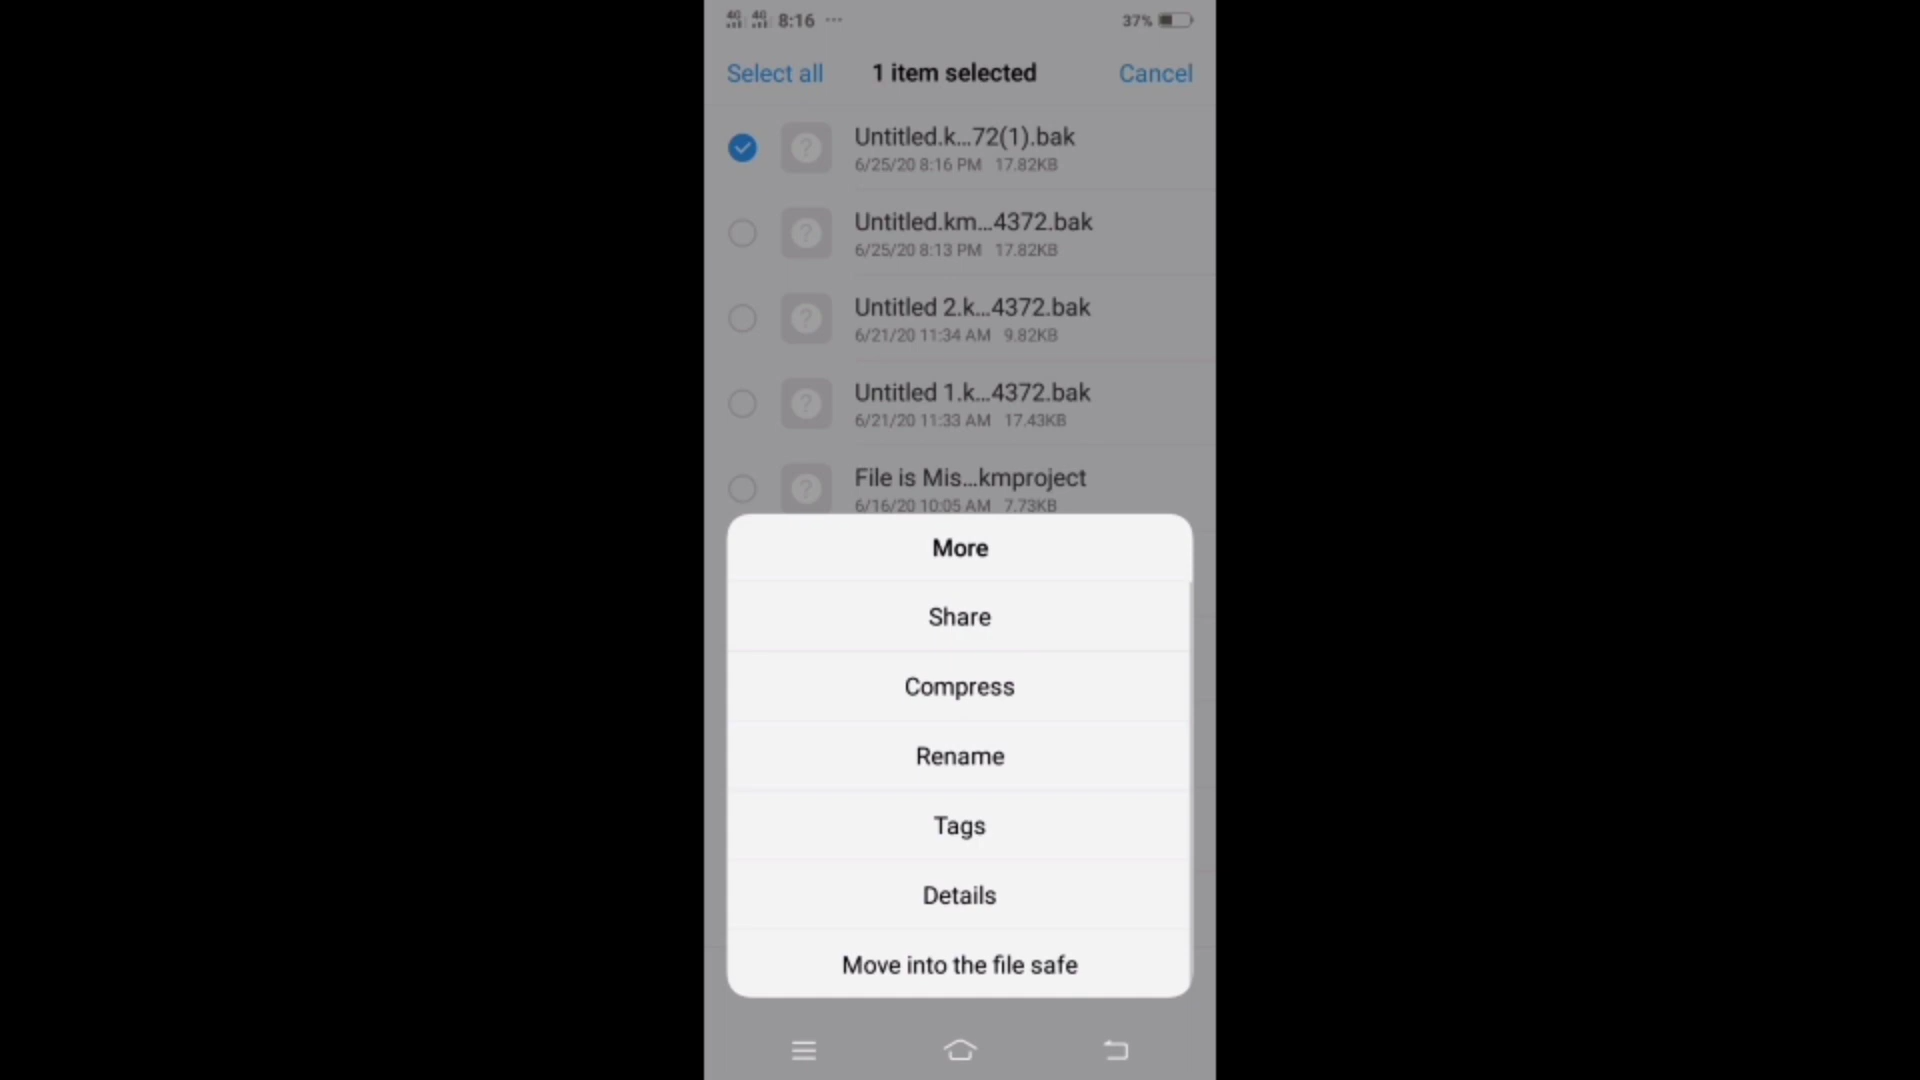 4G 4G 8:16 ··· 37%
Select all 1 item selected Cancel
Untitled.k...72(1).bak
6/25/20 8:16 PM 17.82KB
Untitled.km...4372.bak
6/25/20 8:13 PM 17.82KB
Untitled 2.k...4372.bak
6/21/20 11:34 AM 9.82KB
Untitled 1.k...4372.bak
6/21/20 11:33 AM 17.43KB
File is Mis...kmproject
6/16/20 10:05 AM 7.73KB
More
Share
Compress
Rename
Tags
Details
Move into the file safe